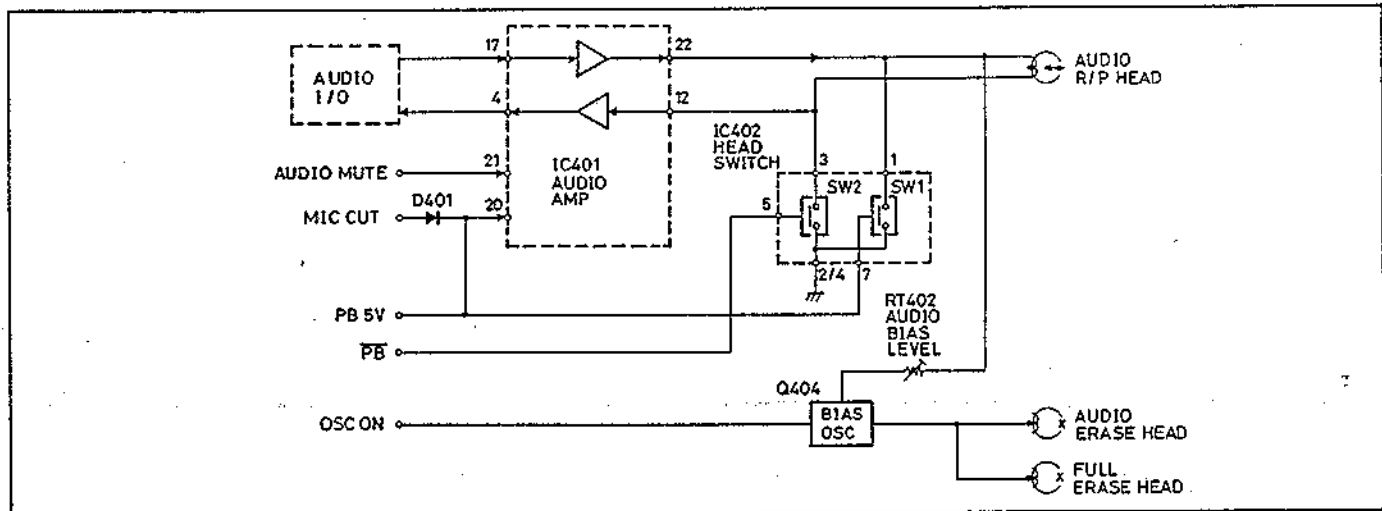 17
22
AUDIO
I/O
AUDIO
R/P HEAD
4
12
IC402
HEAD
SWITCH
3
1
21
IC401
AUDIO
AMP
AUDIO MUTE
D401
SW2
SW1
MIC CUT
20
5
2/4
7
PB 5V
RT402
AUDIO
BIAS
LEVEL
PB
Q404
OSC ON
BIAS
OSC
AUDIO
ERASE HEAD
FULL
ERASE HEAD